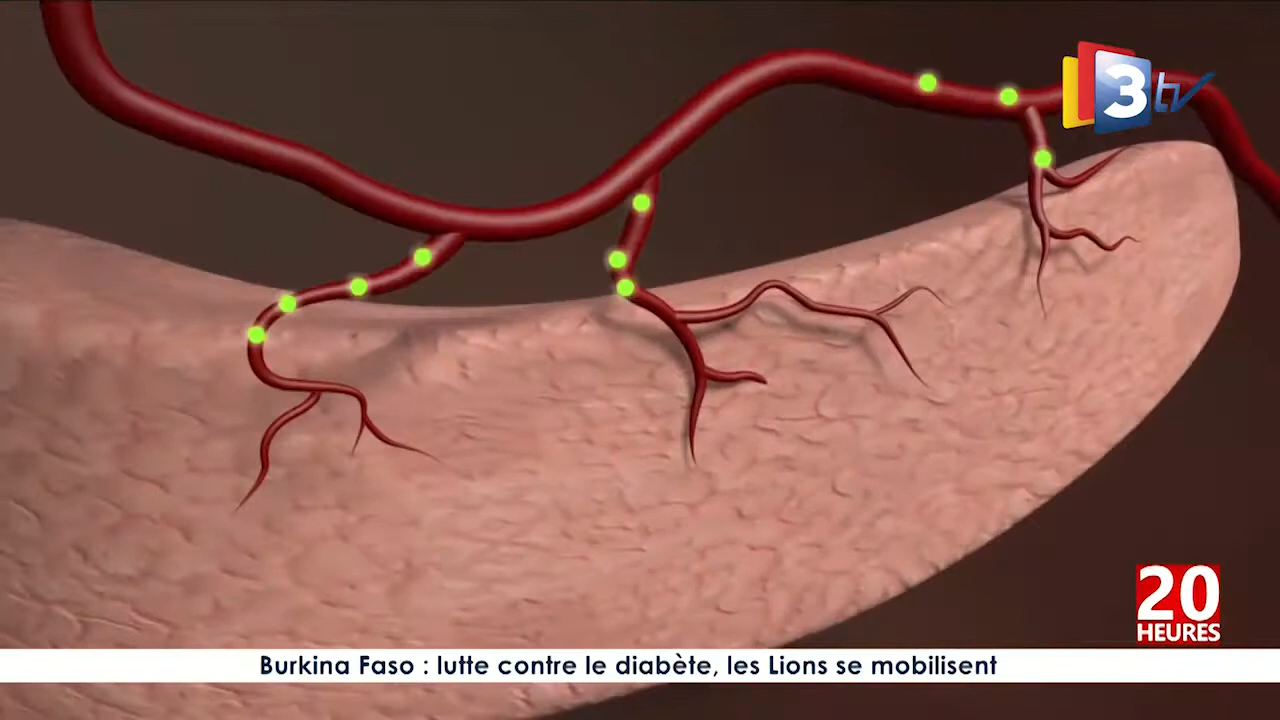 3tv
20
HEURES
Burkina Faso : lutte contre le diabète, les Lions se mobilisent